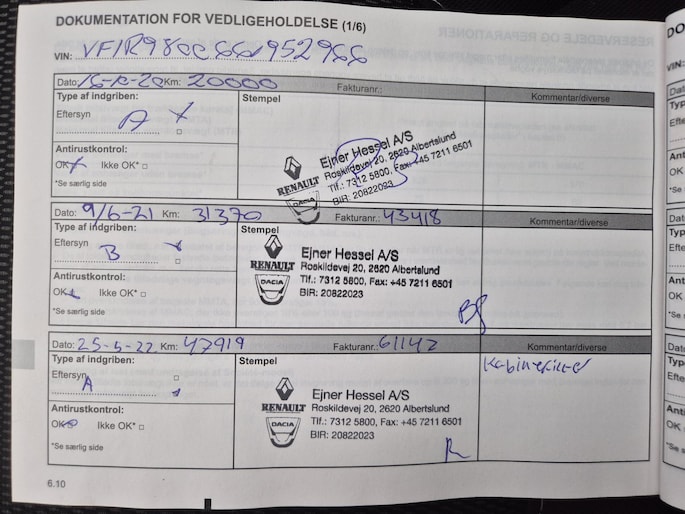 DOKUMENTATION FOR VEDLIGEHOLDELSE (1/6)
VIN:
Dato: Km: 20000 Fakturanr.:
Type af indgriben: Stempel Kommentar/diverse
Eftersyn A x
Antirustkontrol:
OK Ikke OK*
*Se særlig side
Ejner Hessel A/S
Roskildevej 20, 2620 Albertslund
Tlf.: 7312 5800, Fax: +45 7211 6501
BIR: 20822023
RENAULT
DACIA
Dato: 9/6-21 Km: 31370 Fakturanr.: 43418
Type af indgriben: Stempel Kommentar/diverse
Eftersyn B x
Antirustkontrol:
OK Ikke OK*
*Se særlig side
Ejner Hessel A/S
Roskildevej 20, 2620 Albertslund
Tlf.: 7312 5800, Fax: +45 7211 6501
BIR: 20822023
RENAULT
DACIA
Dato: 25-5-22 Km: 47919 Fakturanr.: 61142
Type af indgriben: Stempel Kommentar/diverse
Eftersyn A Kabinefilter
Antirustkontrol:
OK Ikke OK*
*Se særlig side
Ejner Hessel A/S
Roskildevej 20, 2620 Albertslund
Tlf.: 7312 5800, Fax: +45 7211 6501
BIR: 20822023
RENAULT
DACIA
6.10